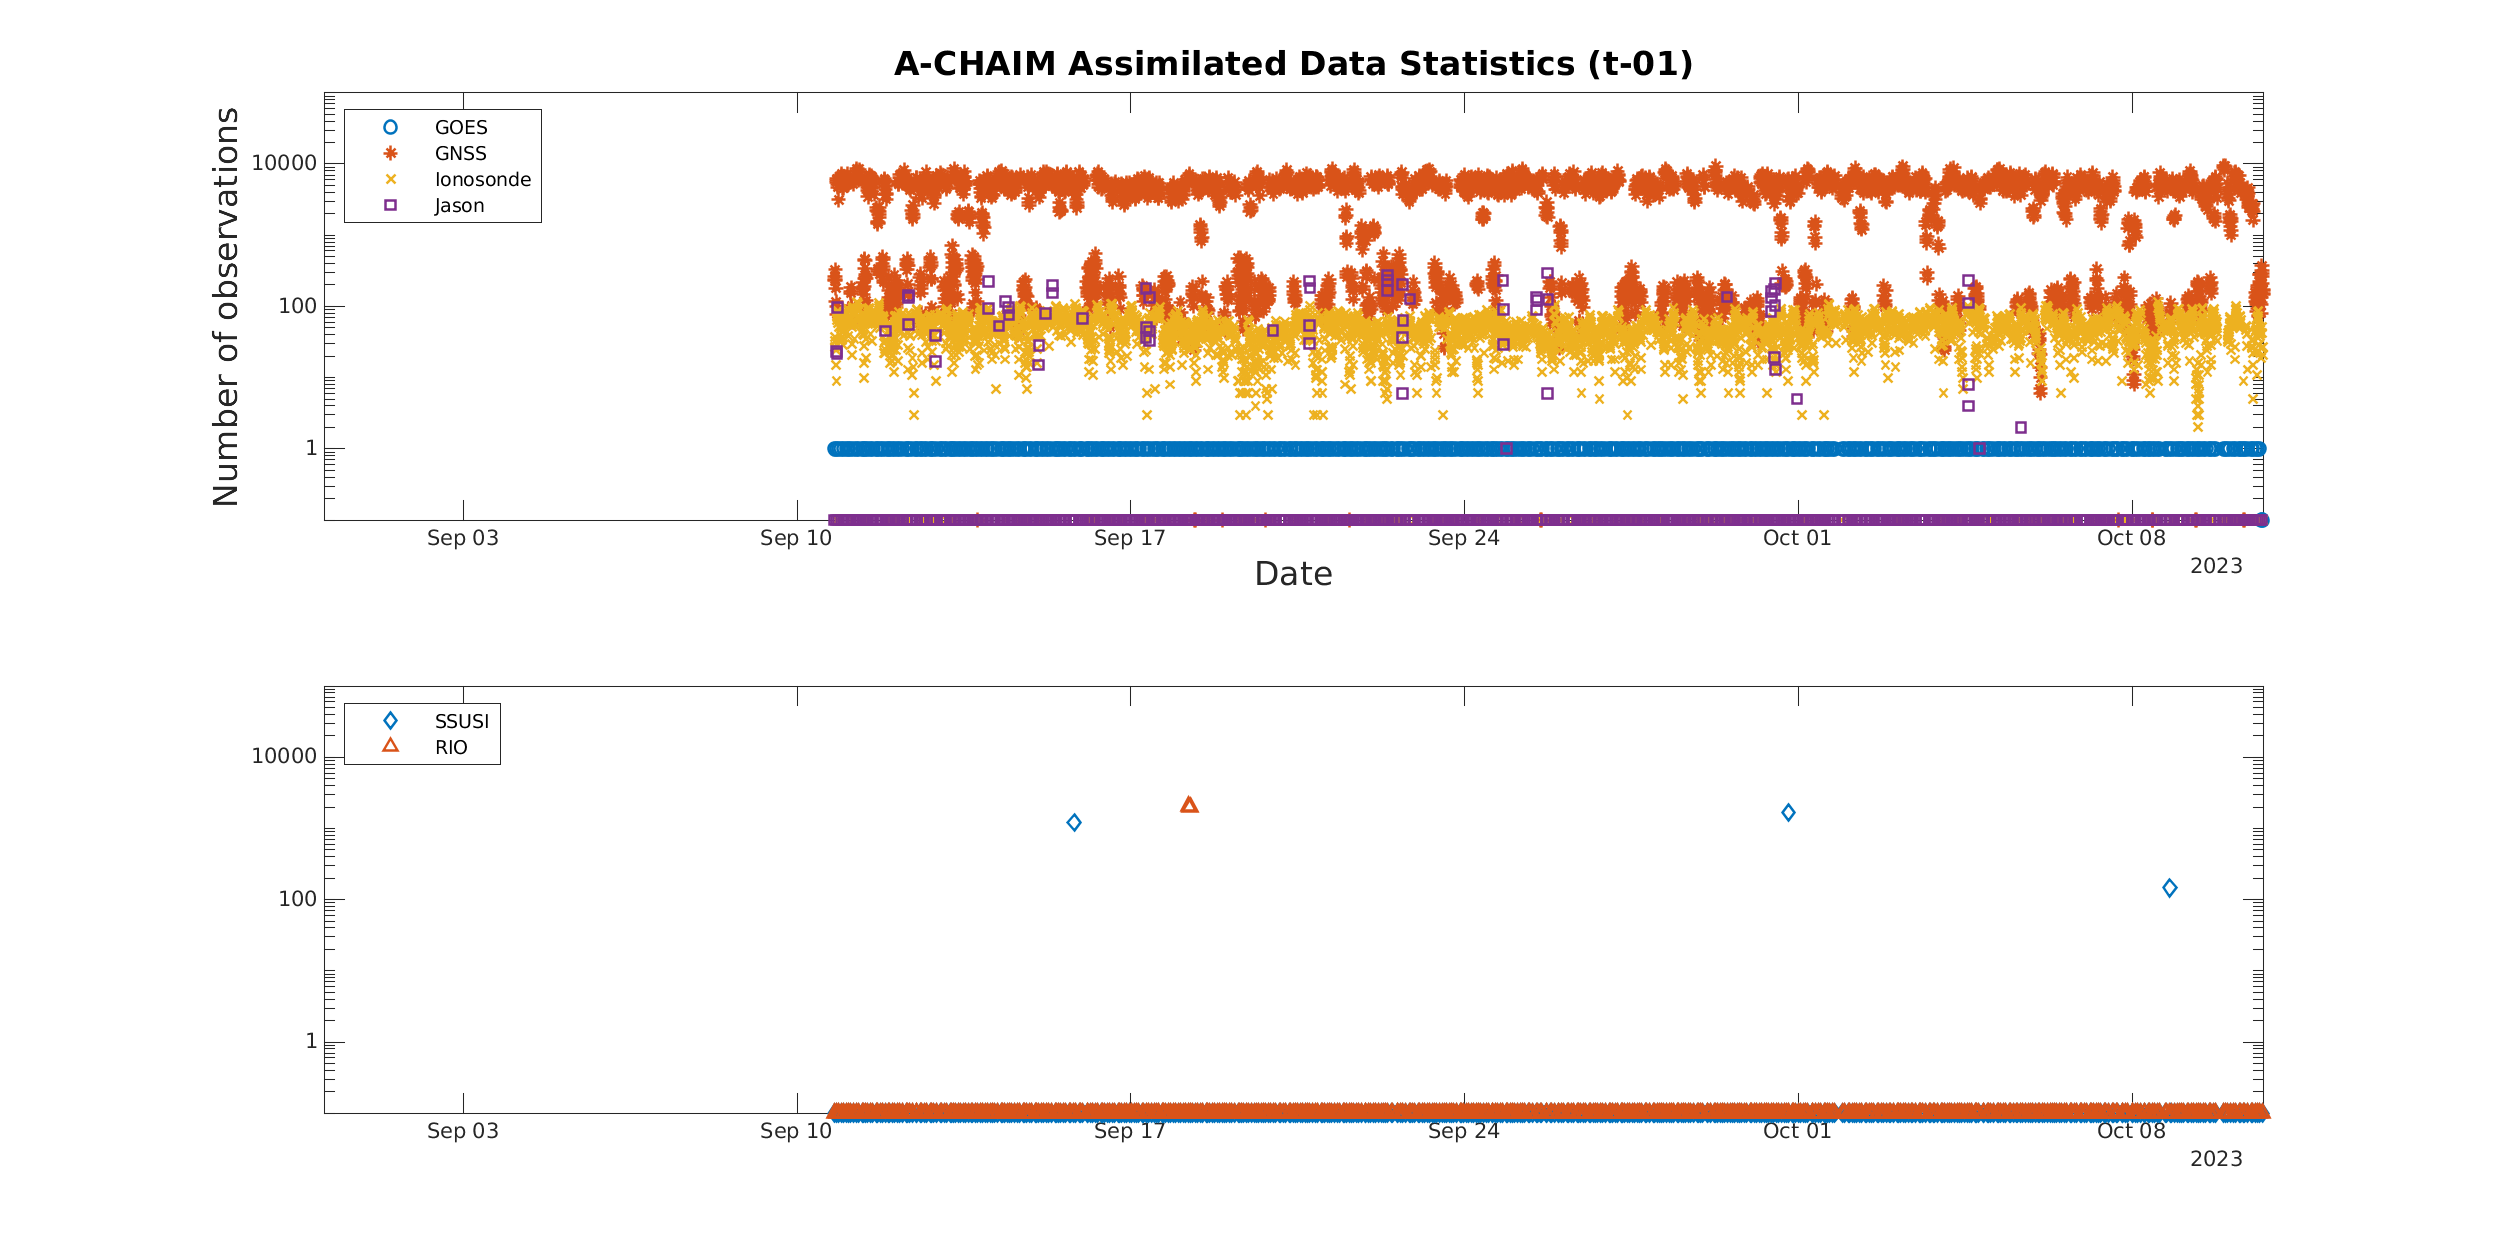 A-CHAIM Assimilated Data Statistics (t-01)
GOES
GNSS
Ionosonde
Jason
Number of observations
10000
100
1
Sep 03
Sep 10
Sep 17
Sep 24
Oct 01
Oct 08
2023
Date
SSUSI
RIO
10000
100
1
Sep 03
Sep 10
Sep 17
Sep 24
Oct 01
Oct 08
2023